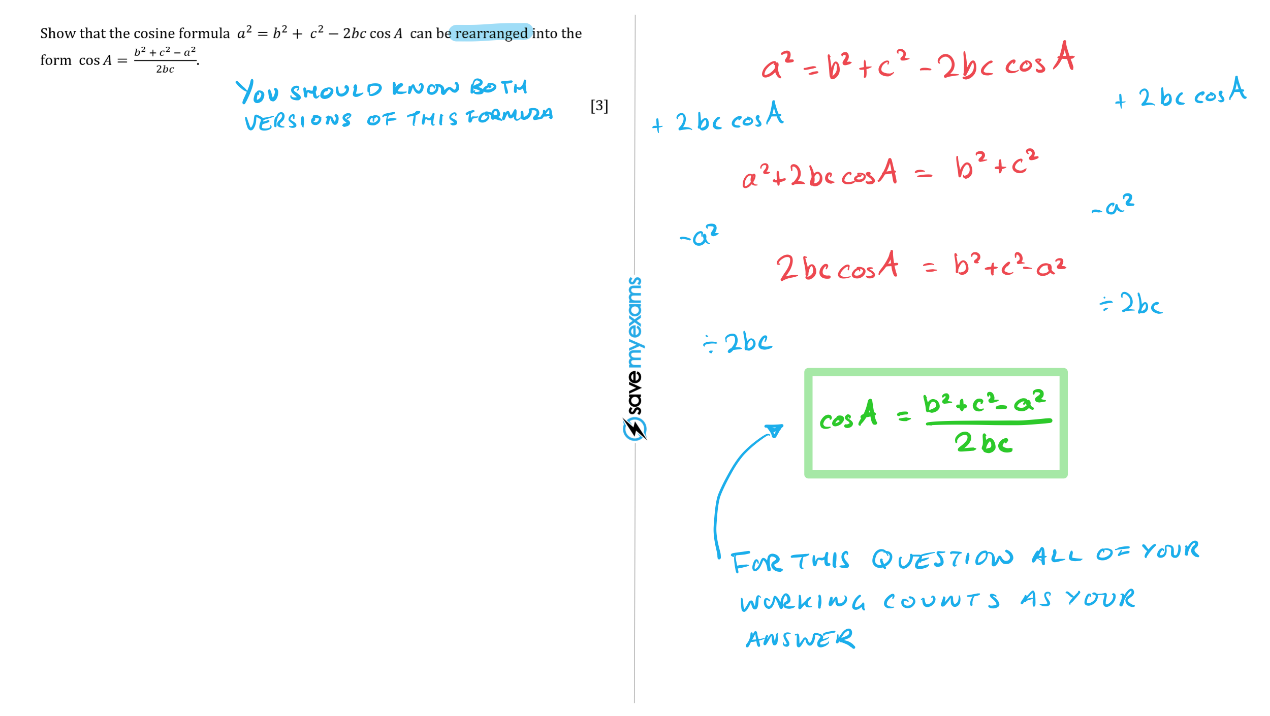 Show that the cosine formula a² = b² + c² − 2bc cos A can be rearranged into the
form cos A = (b² + c² − a²)/2bc.
YOU SHOULD KNOW BOTH
VERSIONS OF THIS FORMULA
[3]
a² = b² + c² - 2bc cos A
+ 2bc cos A + 2bc cos A
a² + 2bc cos A = b² + c²
-a² -a²
2bc cos A = b² + c² - a²
÷ 2bc ÷ 2bc
cos A = (b² + c² - a²)/2bc
FOR THIS QUESTION ALL OF YOUR
WORKING COUNTS AS YOUR
ANSWER
save my exams